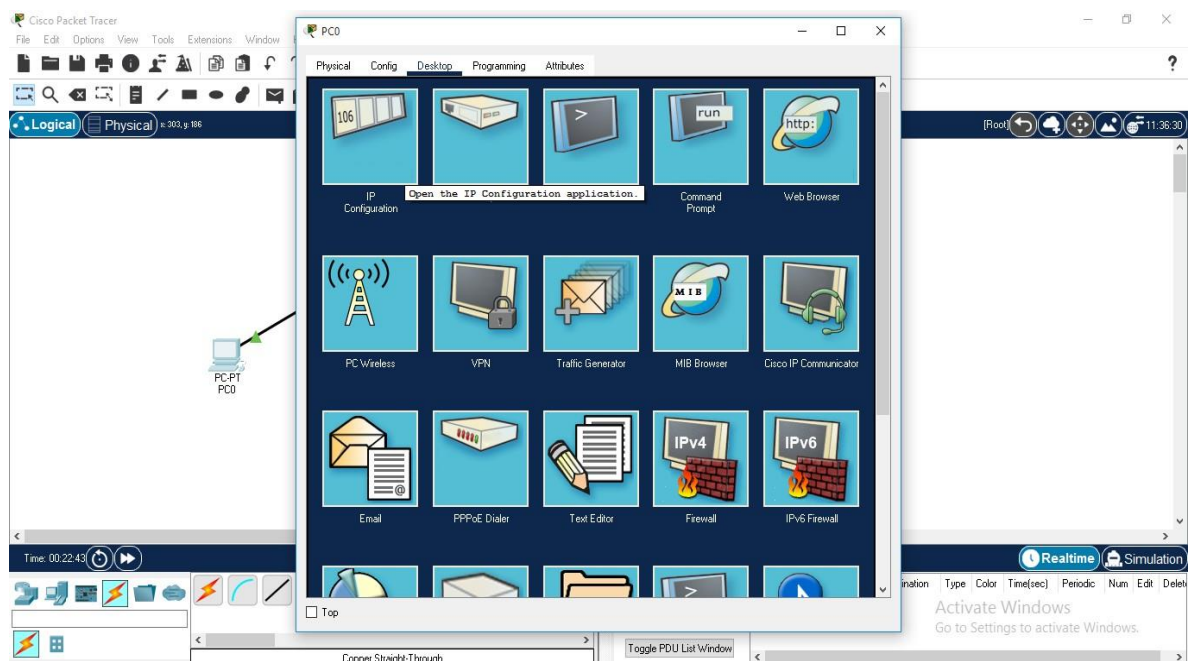 Cisco Packet Tracer
File Edit Options View Tools Extensions Window
PC0
Physical Config Desktop Programming Attributes
Logical Physical x: 303, y: 186
[Root] 11:36:30
106
>
run
http:
Open the IP Configuration application.
IP Configuration
Command Prompt
Web Browser
MIB
PC Wireless
VPN
Traffic Generator
MIB Browser
Cisco IP Communicator
PC-PT
PC0
IPv4
IPv6
@
Email
PPPoE Dialer
Text Editor
Firewall
IPv6 Firewall
Time: 00:22:43
Realtime Simulation
Type Color Time(sec) Periodic Num Edit
Top
Activate Windows
Go to Settings to activate Windows.
Toggle PDU List Window
Copper Straight-Through